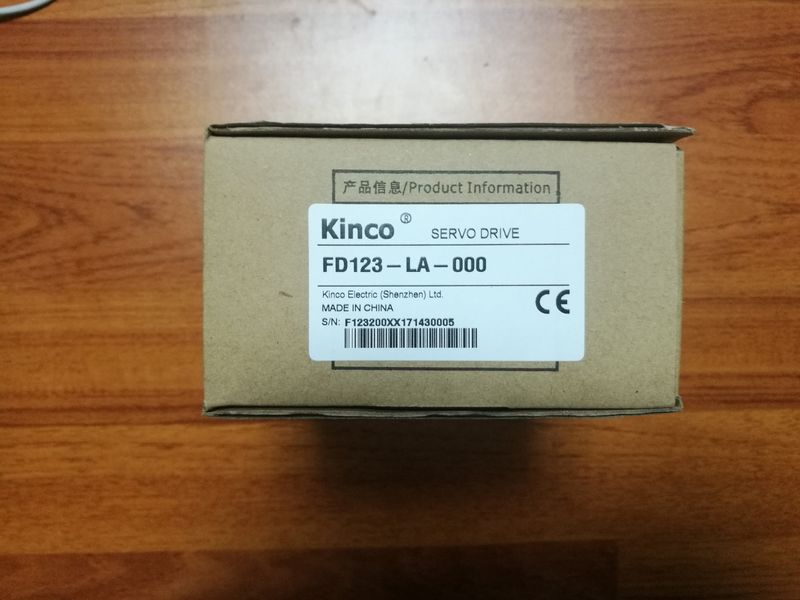 产品信息/Product Information
Kinco® SERVO DRIVE
FD123-LA-000
Kinco Electric (Shenzhen) Ltd.
MADE IN CHINA
CE
S/N: F123200XX171430005